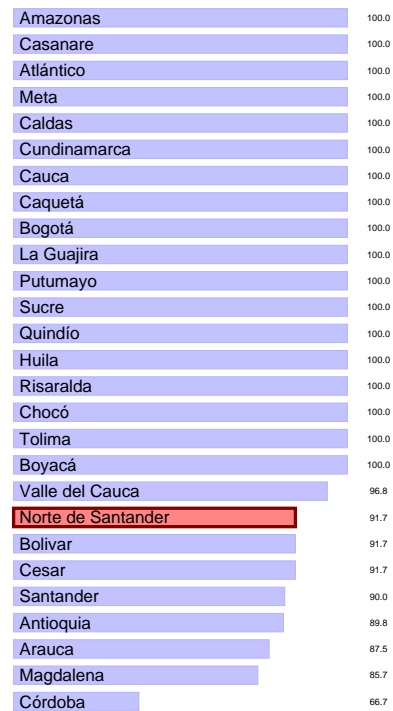 Amazonas 100.0
Casanare 100.0
Atlántico 100.0
Meta 100.0
Caldas 100.0
Cundinamarca 100.0
Cauca 100.0
Caquetá 100.0
Bogotá 100.0
La Guajira 100.0
Putumayo 100.0
Sucre 100.0
Quindío 100.0
Huila 100.0
Risaralda 100.0
Chocó 100.0
Tolima 100.0
Boyacá 100.0
Valle del Cauca 96.8
Norte de Santander 91.7
Bolivar 91.7
Cesar 91.7
Santander 90.0
Antioquia 89.8
Arauca 87.5
Magdalena 85.7
Córdoba 66.7